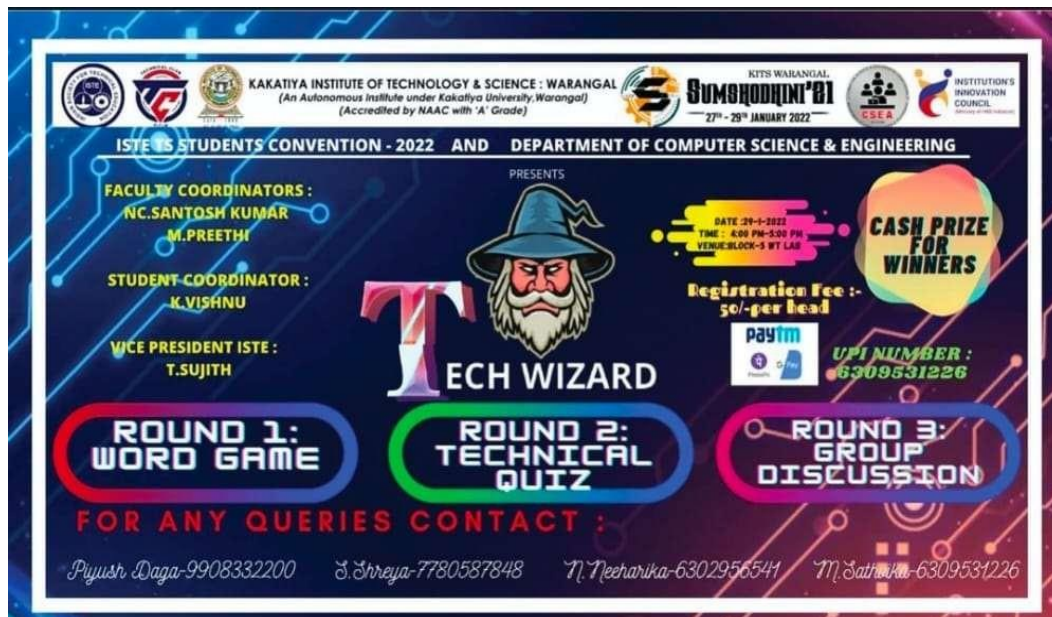 KAKATIYA INSTITUTE OF TECHNOLOGY & SCIENCE : WARANGAL
(An Autonomous Institute under Kakatiya University, Warangal)
(Accredited by NAAC with 'A' Grade)
KITS WARANGAL
SUMSHODHINI'21
27TH - 29TH JANUARY 2022
CSEA
INSTITUTION'S
INNOVATION
COUNCIL
ISTE TS STUDENTS CONVENTION - 2022 AND DEPARTMENT OF COMPUTER SCIENCE & ENGINEERING
PRESENTS
FACULTY COORDINATORS :
NC.SANTOSH KUMAR
M.PREETHI
STUDENT COORDINATOR :
K.VISHNU
VICE PRESIDENT ISTE :
T.SUJITH
TECH WIZARD
DATE :29-1-2022
TIME : 4:00 PM-5:00 PM
VENUE:BLOCK-5 WT LAB
CASH PRIZE
FOR
WINNERS
Registration Fee :-
50/-per head
paytm
PhonePe
G Pay
UPI NUMBER :
6309531226
ROUND 1:
WORD GAME
ROUND 2:
TECHNICAL
QUIZ
ROUND 3:
GROUP
DISCUSSION
FOR ANY QUERIES CONTACT :
Piyush Daga-9908332200 S.Shreya-7780587848 N.Neeharika-6302956541 M.Sathvika-6309531226